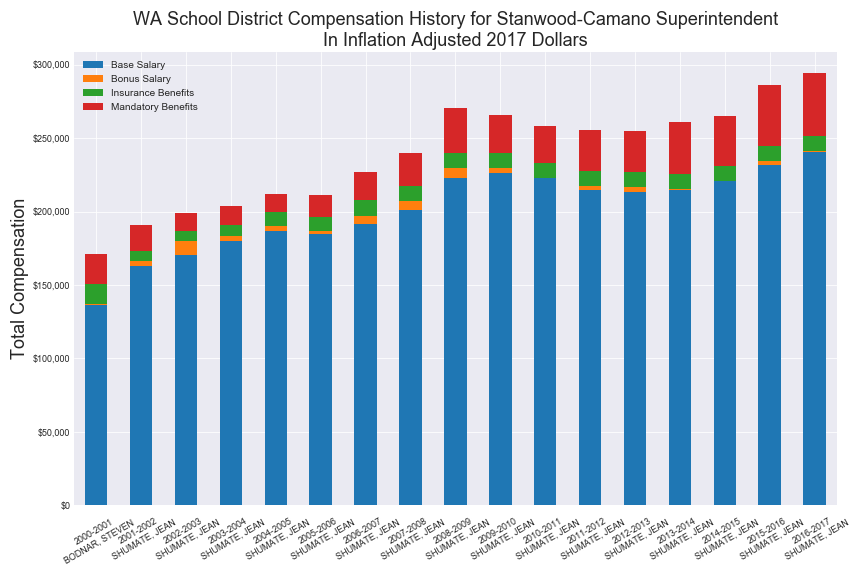 WA School District Compensation History for Stanwood-Camano Superintendent
In Inflation Adjusted 2017 Dollars
Base Salary
Bonus Salary
Insurance Benefits
Mandatory Benefits
Total Compensation
$300,000
$250,000
$200,000
$150,000
$100,000
$50,000
$0
2000-2001
BODNAR, STEVEN
2001-2002
SHUMATE, JEAN
2002-2003
SHUMATE, JEAN
2003-2004
SHUMATE, JEAN
2004-2005
SHUMATE, JEAN
2005-2006
SHUMATE, JEAN
2006-2007
SHUMATE, JEAN
2007-2008
SHUMATE, JEAN
2008-2009
SHUMATE, JEAN
2009-2010
SHUMATE, JEAN
2010-2011
SHUMATE, JEAN
2011-2012
SHUMATE, JEAN
2012-2013
SHUMATE, JEAN
2013-2014
SHUMATE, JEAN
2014-2015
SHUMATE, JEAN
2015-2016
SHUMATE, JEAN
2016-2017
SHUMATE, JEAN